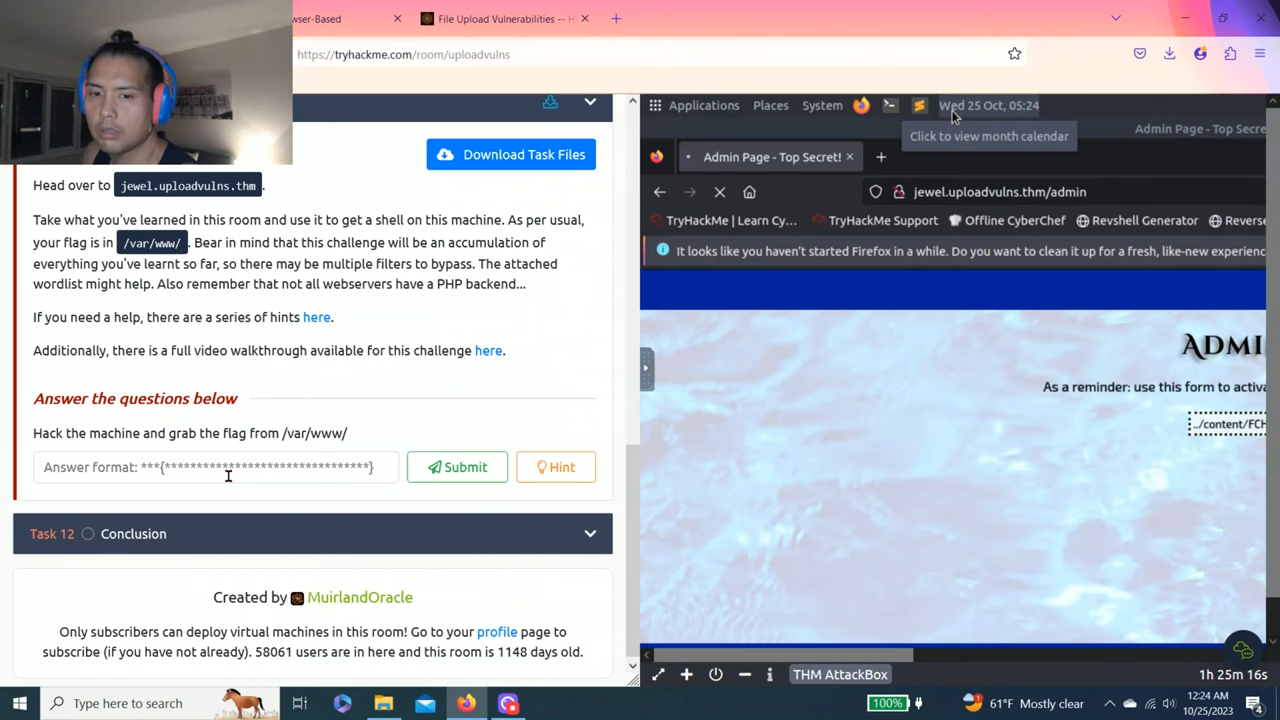 wser-Based
File Upload Vulnerabilities -- H
https://tryhackme.com/room/uploadvulns
Download Task Files
Head over to jewel.uploadvulns.thm .
Take what you've learned in this room and use it to get a shell on this machine. As per usual,
your flag is in /var/www/ . Bear in mind that this challenge will be an accumulation of
everything you've learnt so far, so there may be multiple filters to bypass. The attached
wordlist might help. Also remember that not all webservers have a PHP backend...
If you need a help, there are a series of hints here.
Additionally, there is a full video walkthrough available for this challenge here.
Answer the questions below
Hack the machine and grab the flag from /var/www/
Answer format: ***{********************************}
Submit
Hint
Task 12 Conclusion
Created by MuirlandOracle
Only subscribers can deploy virtual machines in this room! Go to your profile page to
subscribe (if you have not already). 58061 users are in here and this room is 1148 days old.
Applications Places System Wed 25 Oct, 05:24
Click to view month calendar
Admin Page - Top Secre
Admin Page - Top Secret!
jewel.uploadvulns.thm/admin
TryHackMe | Learn Cy... TryHackMe Support Offline CyberChef Revshell Generator Reverse
It looks like you haven't started Firefox in a while. Do you want to clean it up for a fresh, like-new experienc
Admi
As a reminder: use this form to activa
../content/FCH
THM AttackBox
1h 25m 16s
Type here to search
100%
61°F Mostly clear
12:24 AM
10/25/2023
4